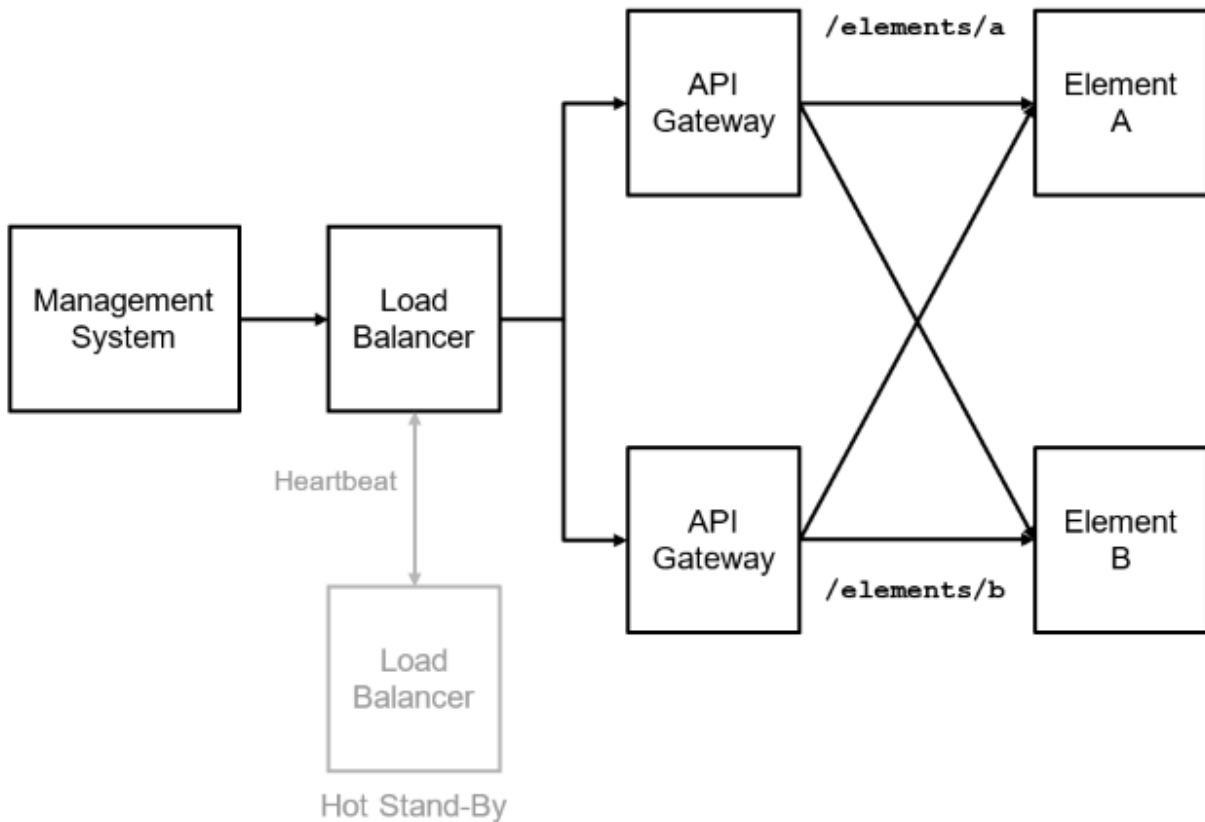 /elements/a
API
Gateway
Element
A
Management
System
Load
Balancer
Heartbeat
API
Gateway
Element
B
/elements/b
Load
Balancer
Hot Stand-By